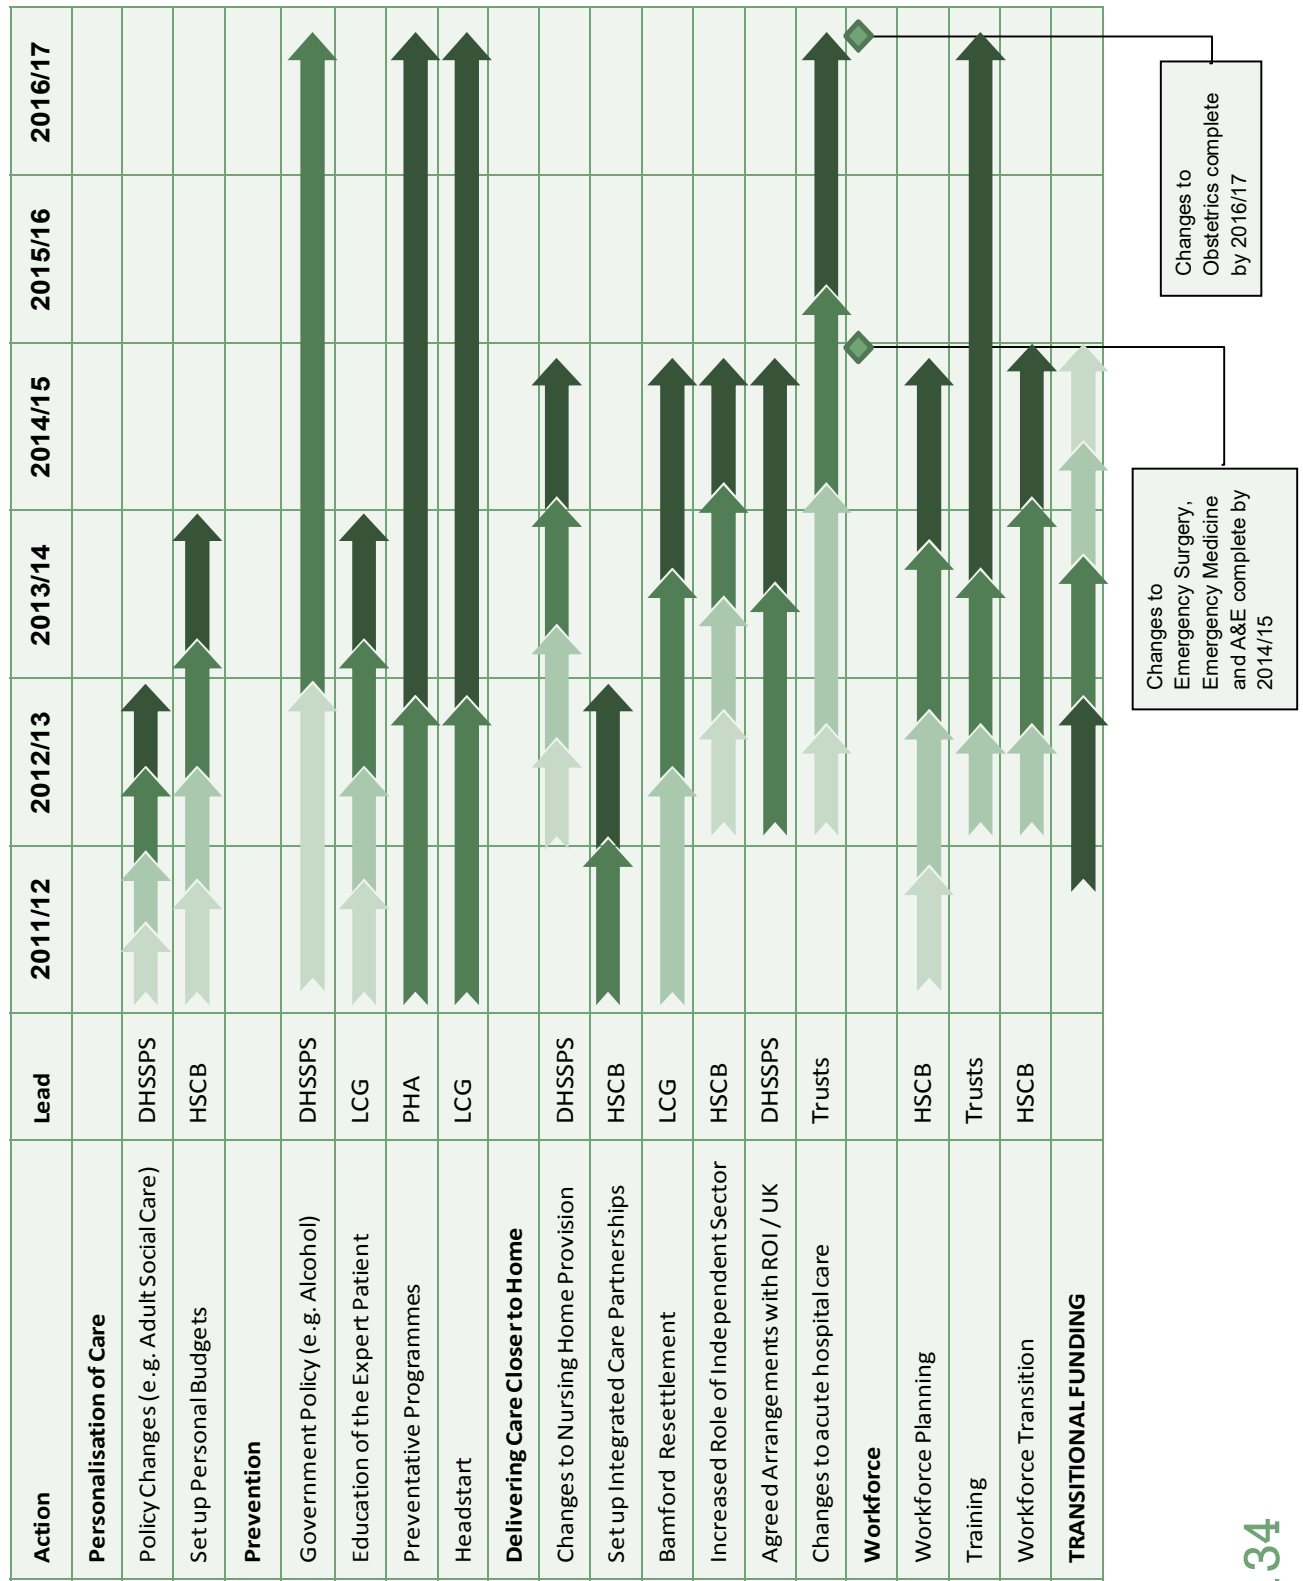 Action Lead 2011/12 2012/13 2013/14 2014/15 2015/16 2016/17
Personalisation of Care
Policy Changes (e.g. Adult Social Care) DHSSPS
Set up Personal Budgets HSCB
Prevention
Government Policy (e.g. Alcohol) DHSSPS
Education of the Expert Patient LCG
Preventative Programmes PHA
Headstart LCG
Delivering Care Closer to Home
Changes to Nursing Home Provision DHSSPS
Set up Integrated Care Partnerships HSCB
Bamford Resettlement LCG
Increased Role of Independent Sector HSCB
Agreed Arrangements with ROI / UK DHSSPS
Changes to acute hospital care Trusts
Workforce
Workforce Planning HSCB
Training Trusts
Workforce Transition HSCB
TRANSITIONAL FUNDING
Changes to
Emergency Surgery,
Emergency Medicine
and A&E complete by
2014/15
Changes to
Obstetrics complete
by 2016/17
34